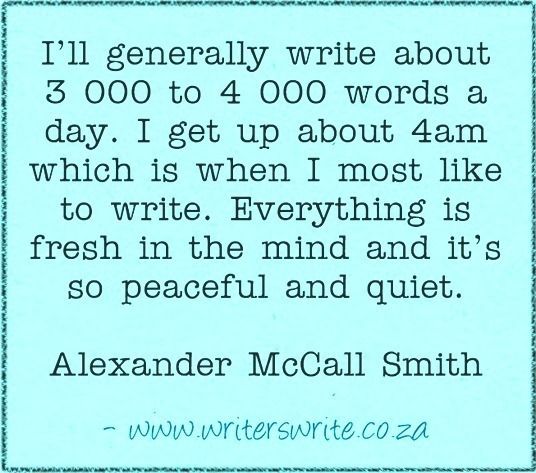 I'll generally write about
3 000 to 4 000 words a
day. I get up about 4am
which is when I most like
to write. Everything is
fresh in the mind and it's
so peaceful and quiet.
Alexander McCall Smith
- www.writerswrite.co.za